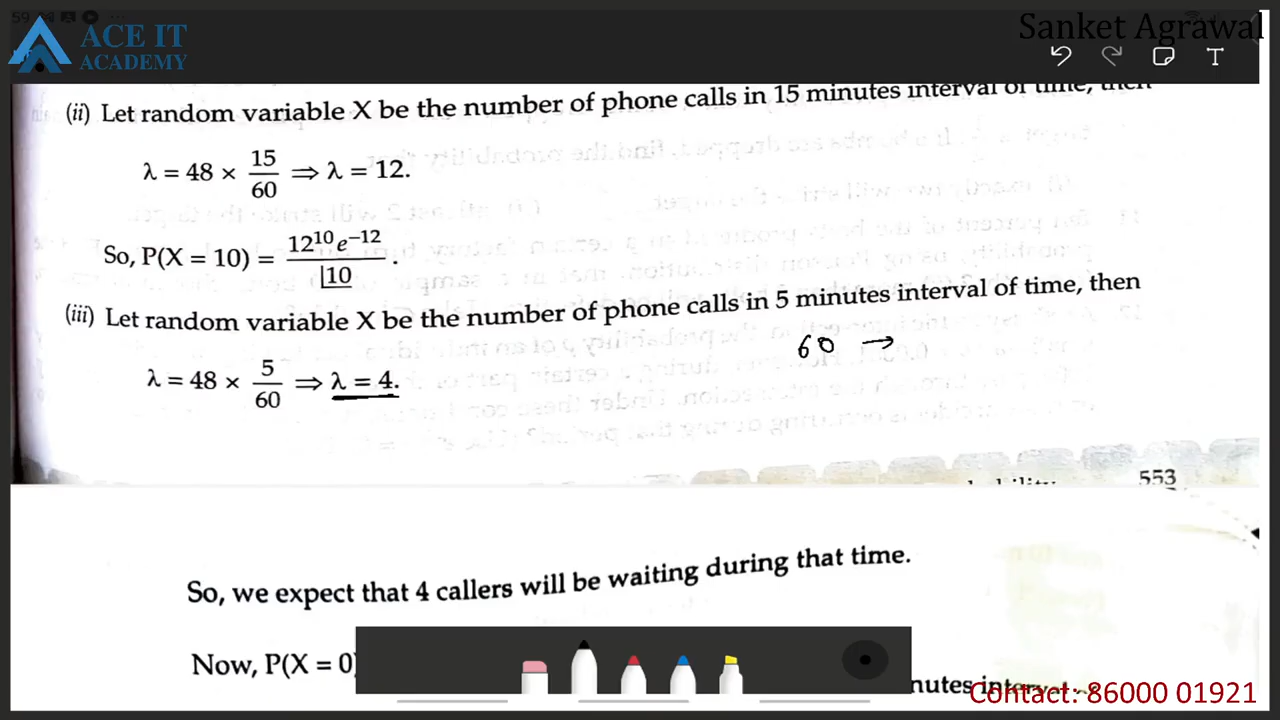 ACE IT
ACADEMY
Sanket Agrawal
(ii) Let random variable X be the number of phone calls in 15 minutes interval of time, then
λ = 48 × 15/60 ⇒ λ = 12.
So, P(X = 10) = 12¹⁰ e⁻¹² / ⌊10 .
(iii) Let random variable X be the number of phone calls in 5 minutes interval of time, then
60 →
λ = 48 × 5/60 ⇒ λ = 4.
553
So, we expect that 4 callers will be waiting during that time.
Now, P(X = 0)
nutes interval
Contact: 86000 01921